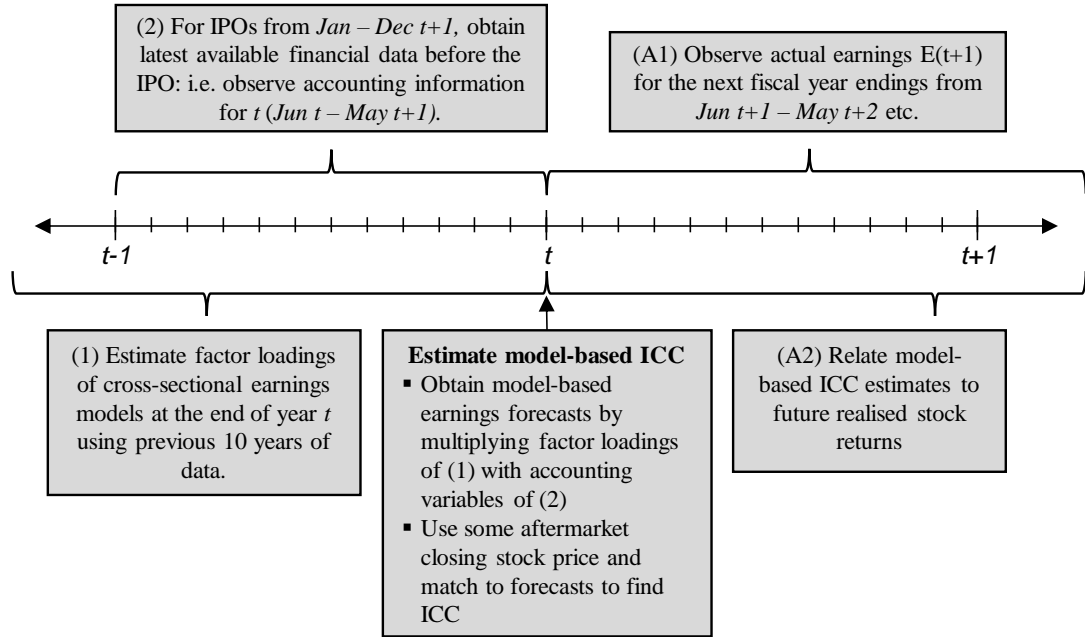 (2) For IPOs from Jan – Dec t+1, obtain
latest available financial data before the
IPO: i.e. observe accounting information
for t (Jun t – May t+1).
(A1) Observe actual earnings E(t+1)
for the next fiscal year endings from
Jun t+1 – May t+2 etc.
t-1
t
t+1
(1) Estimate factor loadings
of cross-sectional earnings
models at the end of year t
using previous 10 years of
data.
Estimate model-based ICC
▪ Obtain model-based
earnings forecasts by
multiplying factor loadings
of (1) with accounting
variables of (2)
▪ Use some aftermarket
closing stock price and
match to forecasts to find
ICC
(A2) Relate model-
based ICC estimates to
future realised stock
returns